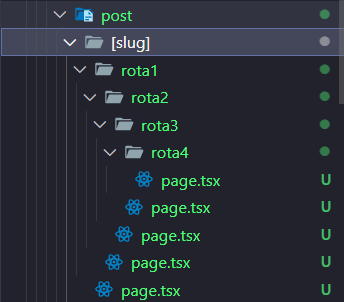 post
[slug]
rota1
rota2
rota3
rota4
page.tsx U
page.tsx U
page.tsx U
page.tsx U
page.tsx U